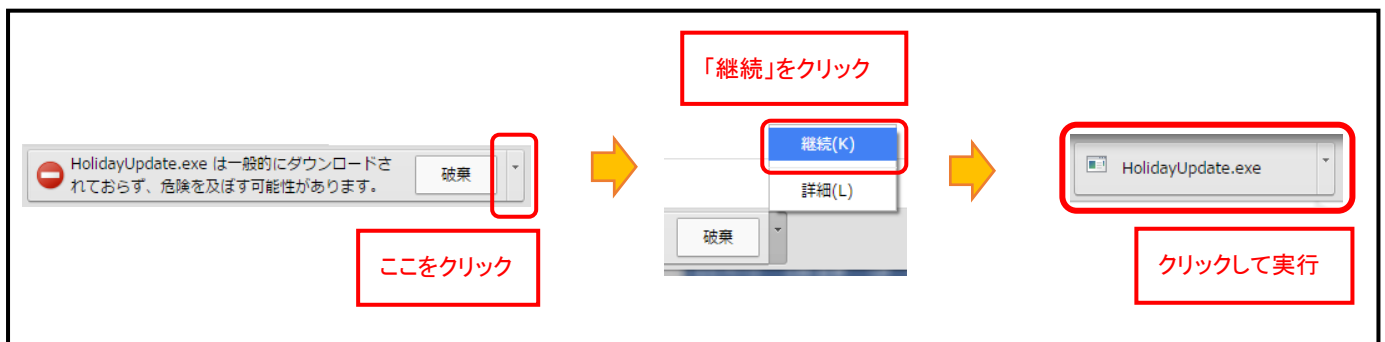 HolidayUpdate.exe は一般的にダウンロードさ
れておらず、危険を及ぼす可能性があります。
破棄
ここをクリック
「継続」をクリック
継続(K)
詳細(L)
破棄
HolidayUpdate.exe
クリックして実行